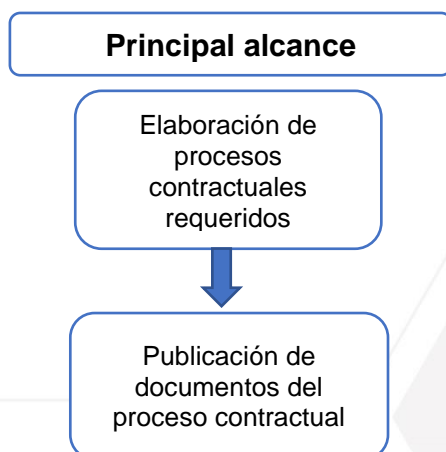 Principal alcance
Elaboración de
procesos
contractuales
requeridos
Publicación de
documentos del
proceso contractual